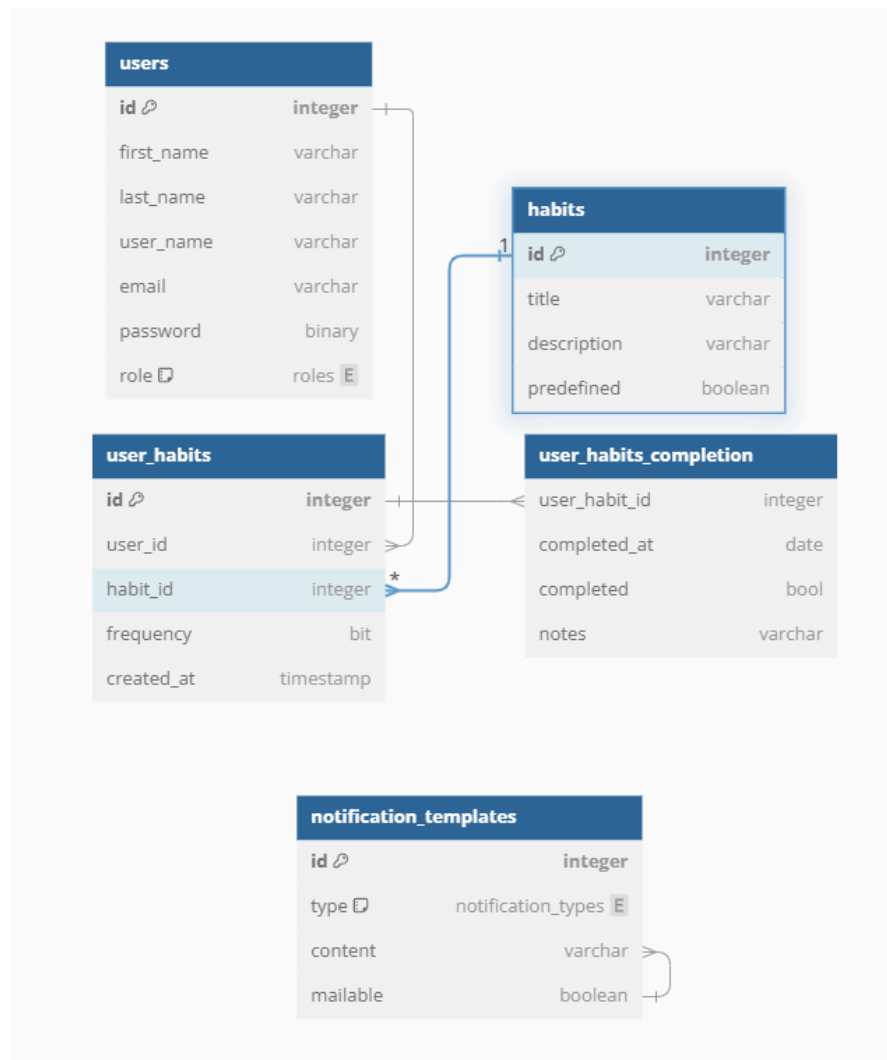 users
id integer
first_name varchar
last_name varchar
user_name varchar
email varchar
password binary
role roles E
habits
1
id integer
title varchar
description varchar
predefined boolean
user_habits
id integer
user_id integer
*
habit_id integer
frequency bit
created_at timestamp
user_habits_completion
user_habit_id integer
completed_at date
completed bool
notes varchar
notification_templates
id integer
type notification_types E
content varchar
mailable boolean